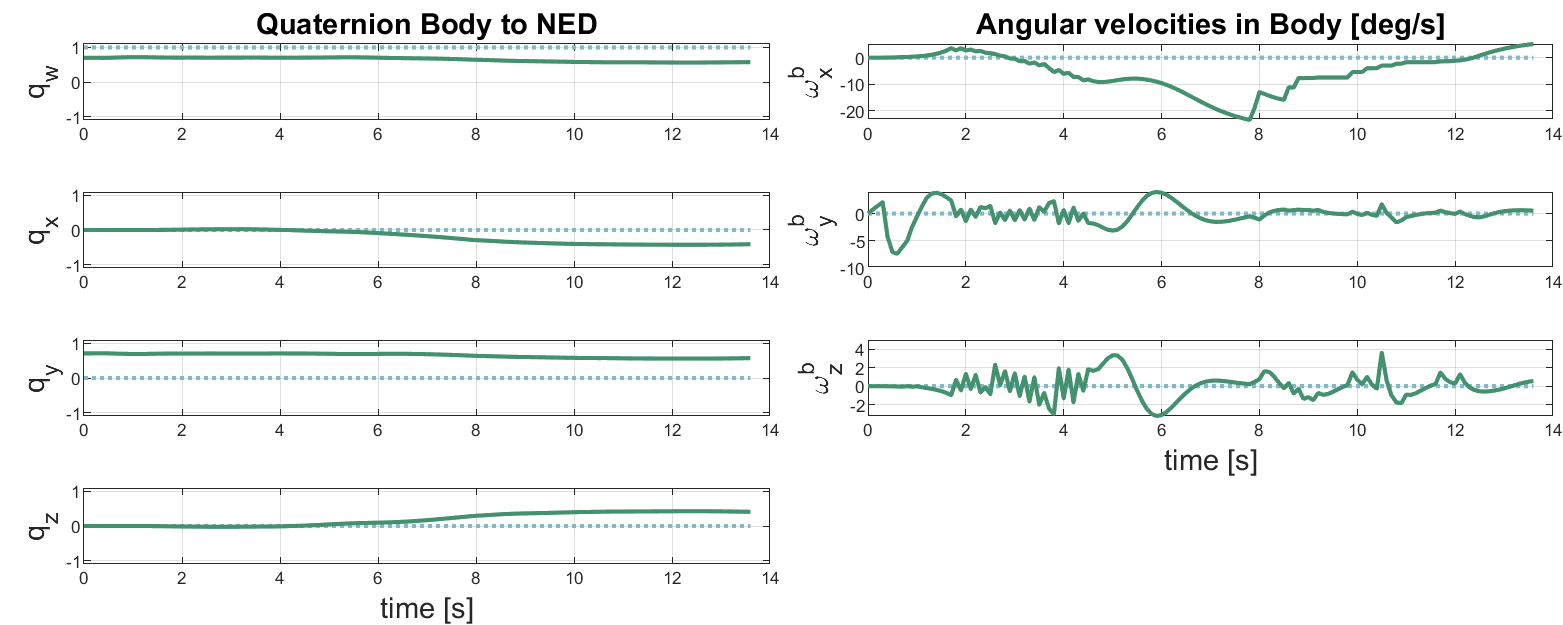 Quaternion Body to NED
q_w
1
0
-1
0 2 4 6 8 10 12 14
q_x
1
0
-1
0 2 4 6 8 10 12 14
q_y
1
0
-1
0 2 4 6 8 10 12 14
q_z
1
0
-1
0 2 4 6 8 10 12 14
time [s]
Angular velocities in Body [deg/s]
ω_x^b
0
-10
-20
0 2 4 6 8 10 12 14
ω_y^b
0
-5
-10
0 2 4 6 8 10 12 14
ω_z^b
4
2
0
-2
0 2 4 6 8 10 12 14
time [s]